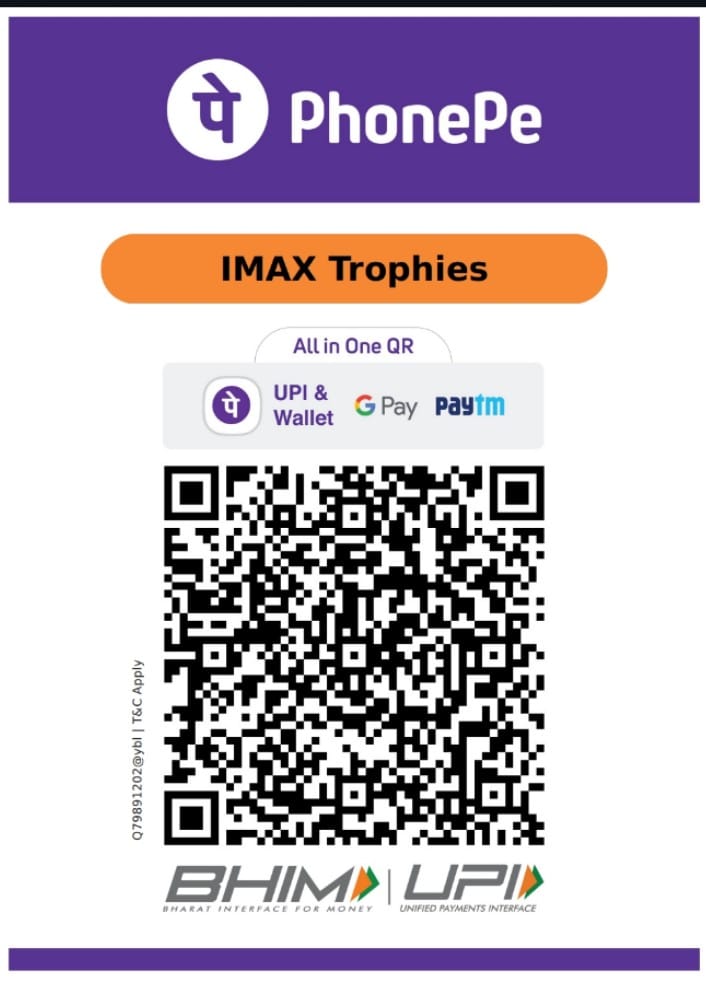 पे PhonePe
IMAX Trophies
All in One QR
पे UPI &
Wallet
G Pay
paytm
Q79891202@ybl | T&C Apply
BHIM | UPI
BHARAT INTERFACE FOR MONEY
UNIFIED PAYMENTS INTERFACE